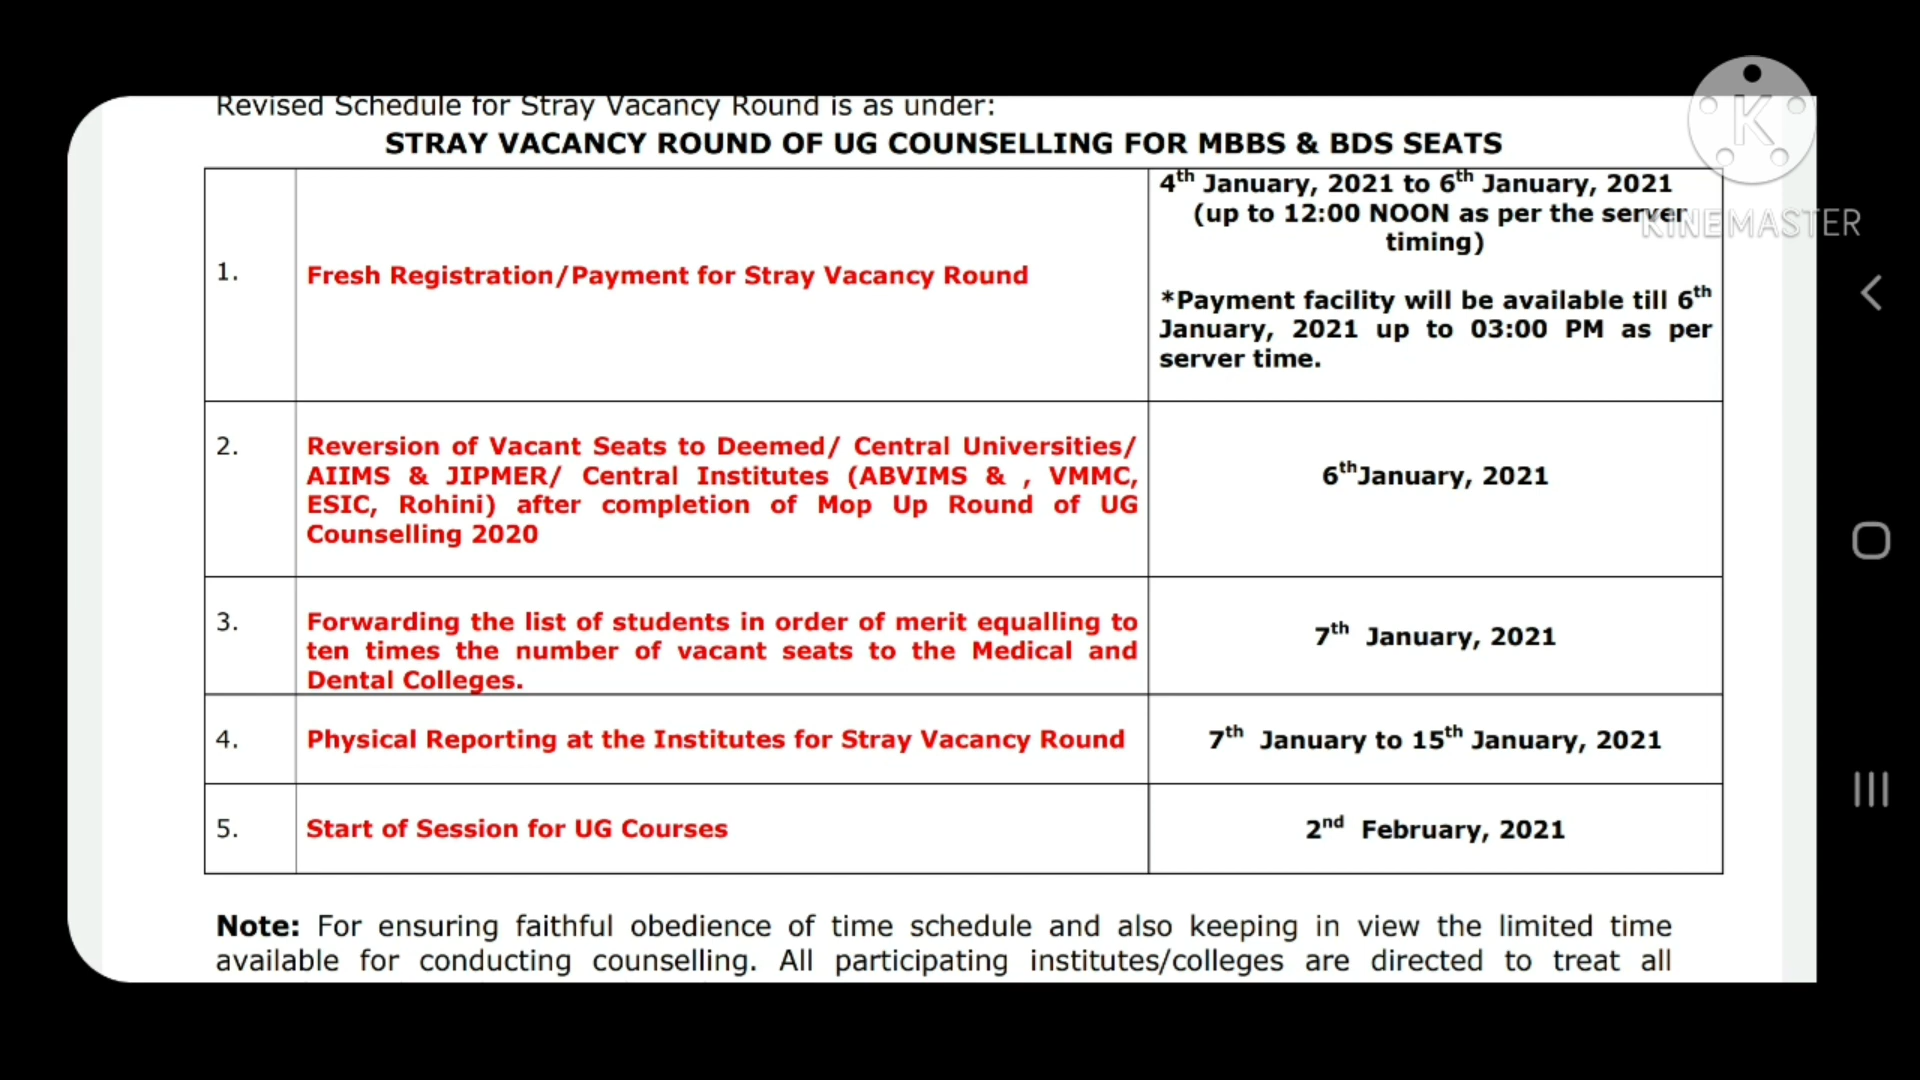 Revised Schedule for Stray Vacancy Round is as under:
STRAY VACANCY ROUND OF UG COUNSELLING FOR MBBS & BDS SEATS
1.
Fresh Registration/Payment for Stray Vacancy Round
4th January, 2021 to 6th January, 2021
(up to 12:00 NOON as per the server
timing)
*Payment facility will be available till 6th
January, 2021 up to 03:00 PM as per
server time.
2.
Reversion of Vacant Seats to Deemed/ Central Universities/
AIIMS & JIPMER/ Central Institutes (ABVIMS & , VMMC,
ESIC, Rohini) after completion of Mop Up Round of UG
Counselling 2020
6thJanuary, 2021
3.
Forwarding the list of students in order of merit equalling to
ten times the number of vacant seats to the Medical and
Dental Colleges.
7th January, 2021
4.
Physical Reporting at the Institutes for Stray Vacancy Round
7th January to 15th January, 2021
5.
Start of Session for UG Courses
2nd February, 2021
Note: For ensuring faithful obedience of time schedule and also keeping in view the limited time
available for conducting counselling. All participating institutes/colleges are directed to treat all
K
KINEMASTER